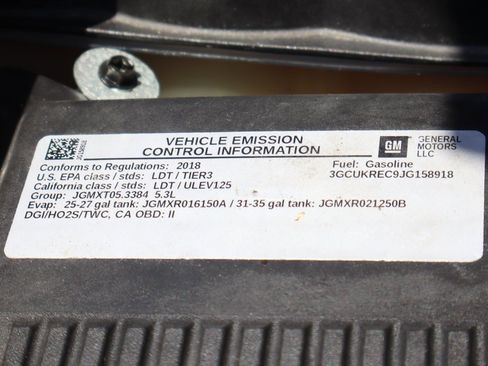 VEHICLE EMISSION
CONTROL INFORMATION
GM
GENERAL
MOTORS
LLC
Conforms to Regulations: 2018
Fuel: Gasoline
U.S. EPA class / stds: LDT / TIER3
3GCUKREC9JG158918
California class / stds: LDT / ULEV125
Group: JGMXT05.3384 5.3L
Evap: 25-27 gal tank: JGMXR016150A / 31-35 gal tank: JGMXR021250B
DGI/HO2S/TWC, CA OBD: II